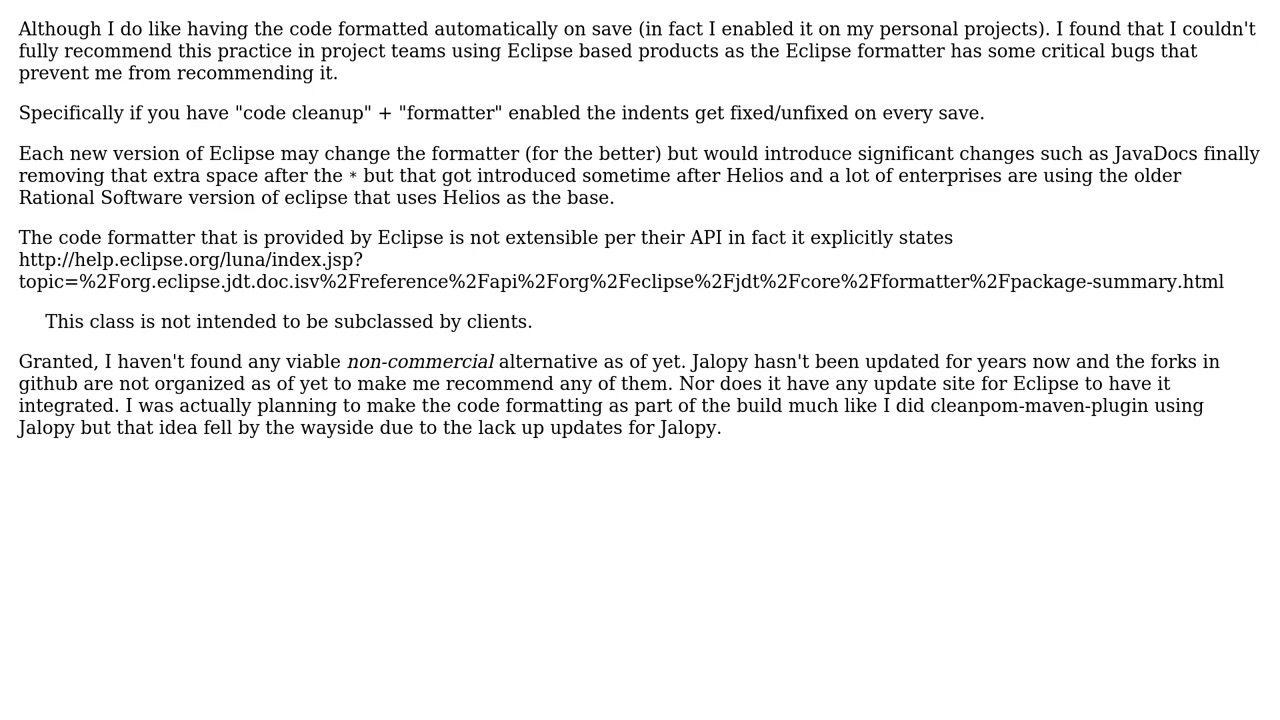 Although I do like having the code formatted automatically on save (in fact I enabled it on my personal projects). I found that I couldn't
fully recommend this practice in project teams using Eclipse based products as the Eclipse formatter has some critical bugs that
prevent me from recommending it.
Specifically if you have "code cleanup" + "formatter" enabled the indents get fixed/unfixed on every save.
Each new version of Eclipse may change the formatter (for the better) but would introduce significant changes such as JavaDocs finally
removing that extra space after the * but that got introduced sometime after Helios and a lot of enterprises are using the older
Rational Software version of eclipse that uses Helios as the base.
The code formatter that is provided by Eclipse is not extensible per their API in fact it explicitly states
http://help.eclipse.org/luna/index.jsp?
topic=%2Forg.eclipse.jdt.doc.isv%2Freference%2Fapi%2Forg%2Feclipse%2Fjdt%2Fcore%2Fformatter%2Fpackage-summary.html
This class is not intended to be subclassed by clients.
Granted, I haven't found any viable non-commercial alternative as of yet. Jalopy hasn't been updated for years now and the forks in
github are not organized as of yet to make me recommend any of them. Nor does it have any update site for Eclipse to have it
integrated. I was actually planning to make the code formatting as part of the build much like I did cleanpom-maven-plugin using
Jalopy but that idea fell by the wayside due to the lack up updates for Jalopy.